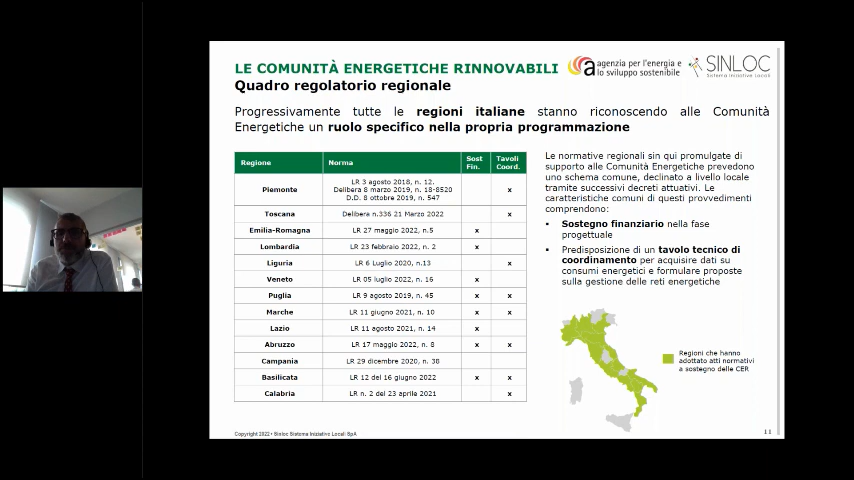 LE COMUNITÀ ENERGETICHE RINNOVABILI
Quadro regolatorio regionale
agenzia per l'energia e
lo sviluppo sostenibile
SINLOC
Sistema Iniziative Locali
Progressivamente tutte le regioni italiane stanno riconoscendo alle Comunità
Energetiche un ruolo specifico nella propria programmazione
Regione Norma Sost Fin. Tavoli Coord.
Piemonte LR 3 agosto 2018, n. 12. x
Delibera 8 marzo 2019, n. 18-8520
D.D. 8 ottobre 2019, n. 547
Toscana Delibera n.336 21 Marzo 2022 x
Emilia-Romagna LR 27 maggio 2022, n.5 x
Lombardia LR 23 febbraio 2022, n. 2 x
Liguria LR 6 Luglio 2020, n.13 x
Veneto LR 05 luglio 2022, n. 16 x
Puglia LR 9 agosto 2019, n. 45 x x
Marche LR 11 giugno 2021, n. 10 x x
Lazio LR 11 agosto 2021, n. 14 x
Abruzzo LR 17 maggio 2022, n. 8 x x
Campania LR 29 dicembre 2020, n. 38
Basilicata LR 12 del 16 giugno 2022 x x
Calabria LR n. 2 del 23 aprile 2021 x
Le normative regionali sin qui promulgate di
supporto alle Comunità Energetiche prevedono
uno schema comune, declinato a livello locale
tramite successivi decreti attuativi. Le
caratteristiche comuni di questi provvedimenti
comprendono:
▪ Sostegno finanziario nella fase
progettuale
▪ Predisposizione di un tavolo tecnico di
coordinamento per acquisire dati su
consumi energetici e formulare proposte
sulla gestione delle reti energetiche
Regioni che hanno
adottato atti normativi
a sostegno delle CER
Copyright 2022 • Sinloc Sistema Iniziative Locali SpA
11